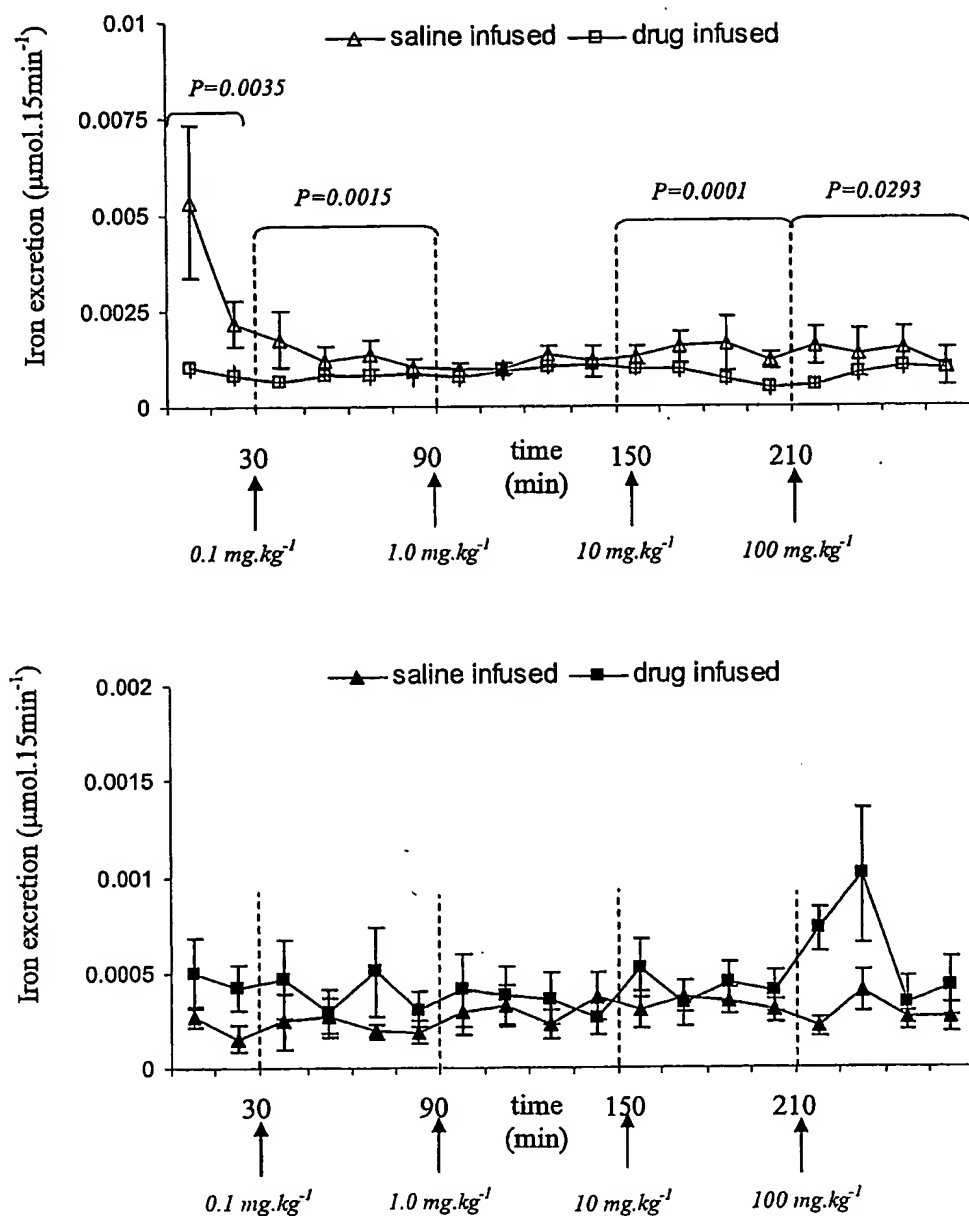 0.01
saline infused drug infused
P=0.0035
0.0075
P=0.0015 P=0.0001 P=0.0293
0.005
0.0025
0
Iron excretion (µmol.15min⁻¹)
30 90 time 150 210
(min)
0.1 mg.kg⁻¹ 1.0 mg.kg⁻¹ 10 mg.kg⁻¹ 100 mg.kg⁻¹
saline infused drug infused
0.002
0.0015
0.001
0.0005
0
Iron excretion (µmol.15min⁻¹)
30 90 time 150 210
(min)
0.1 mg.kg⁻¹ 1.0 mg.kg⁻¹ 10 mg.kg⁻¹ 100 mg.kg⁻¹